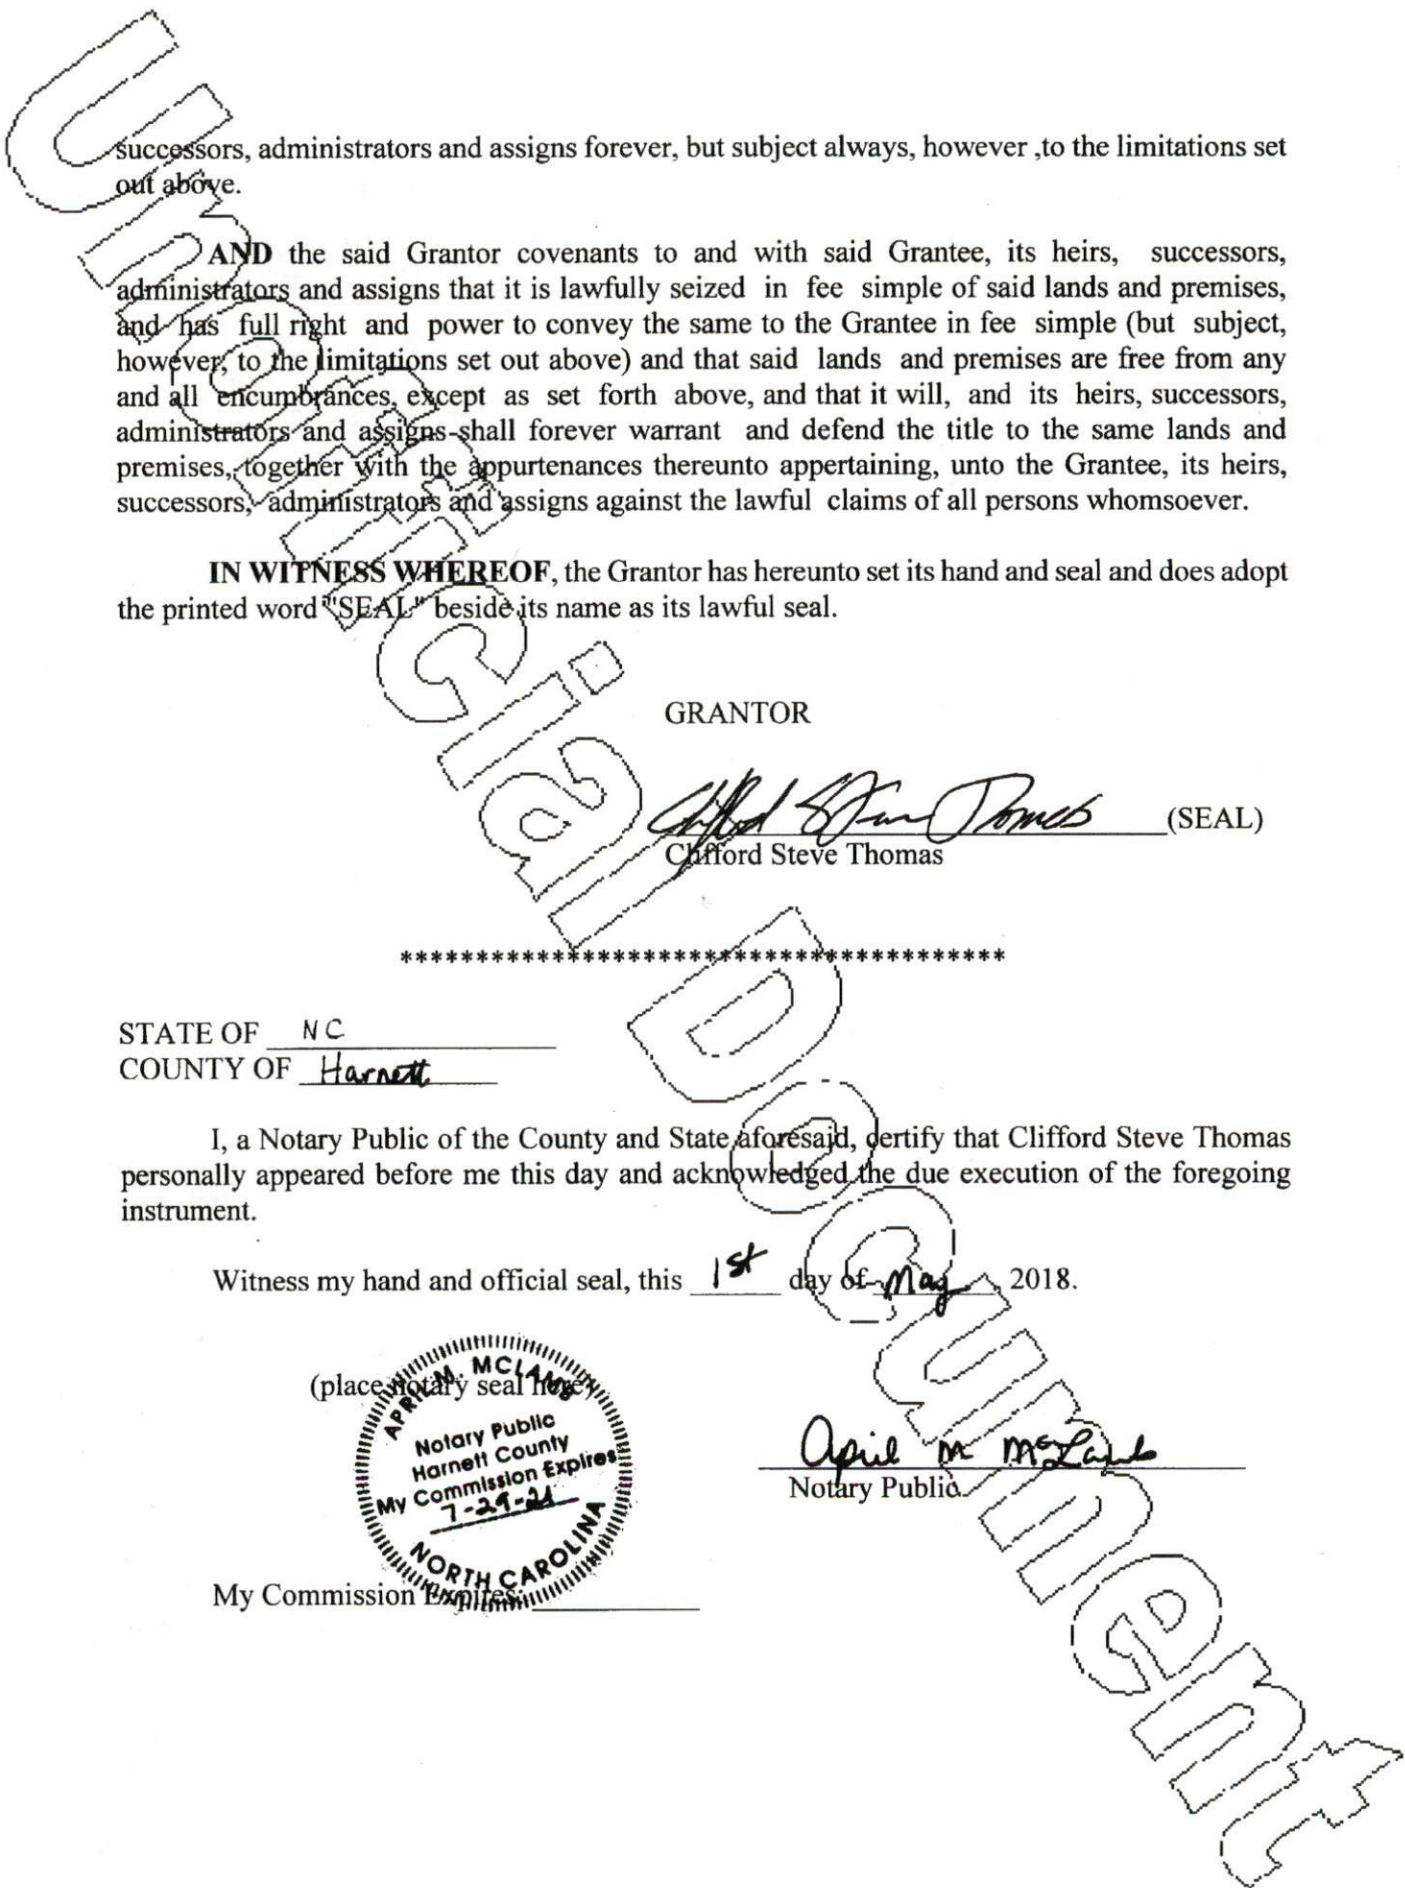 successors, administrators and assigns forever, but subject always, however ,to the limitations set
out above.
AND the said Grantor covenants to and with said Grantee, its heirs, successors,
administrators and assigns that it is lawfully seized in fee simple of said lands and premises,
and has full right and power to convey the same to the Grantee in fee simple (but subject,
however, to the limitations set out above) and that said lands and premises are free from any
and all encumbrances, except as set forth above, and that it will, and its heirs, successors,
administrators and assigns shall forever warrant and defend the title to the same lands and
premises, together with the appurtenances thereunto appertaining, unto the Grantee, its heirs,
successors, administrators and assigns against the lawful claims of all persons whomsoever.
IN WITNESS WHEREOF, the Grantor has hereunto set its hand and seal and does adopt
the printed word "SEAL" beside its name as its lawful seal.
GRANTOR
Clifford Steve Thomas (SEAL)
Clifford Steve Thomas
****************************************
STATE OF NC
COUNTY OF Harnett
I, a Notary Public of the County and State aforesaid, certify that Clifford Steve Thomas
personally appeared before me this day and acknowledged the due execution of the foregoing
instrument.
Witness my hand and official seal, this 1st day of May, 2018.
(place notary seal here)
APRIL M. MCLAMB
Notary Public
Harnett County
My Commission Expires
7-29-21
NORTH CAROLINA
April M McLamb
Notary Public
My Commission Expires:
Unofficial Document